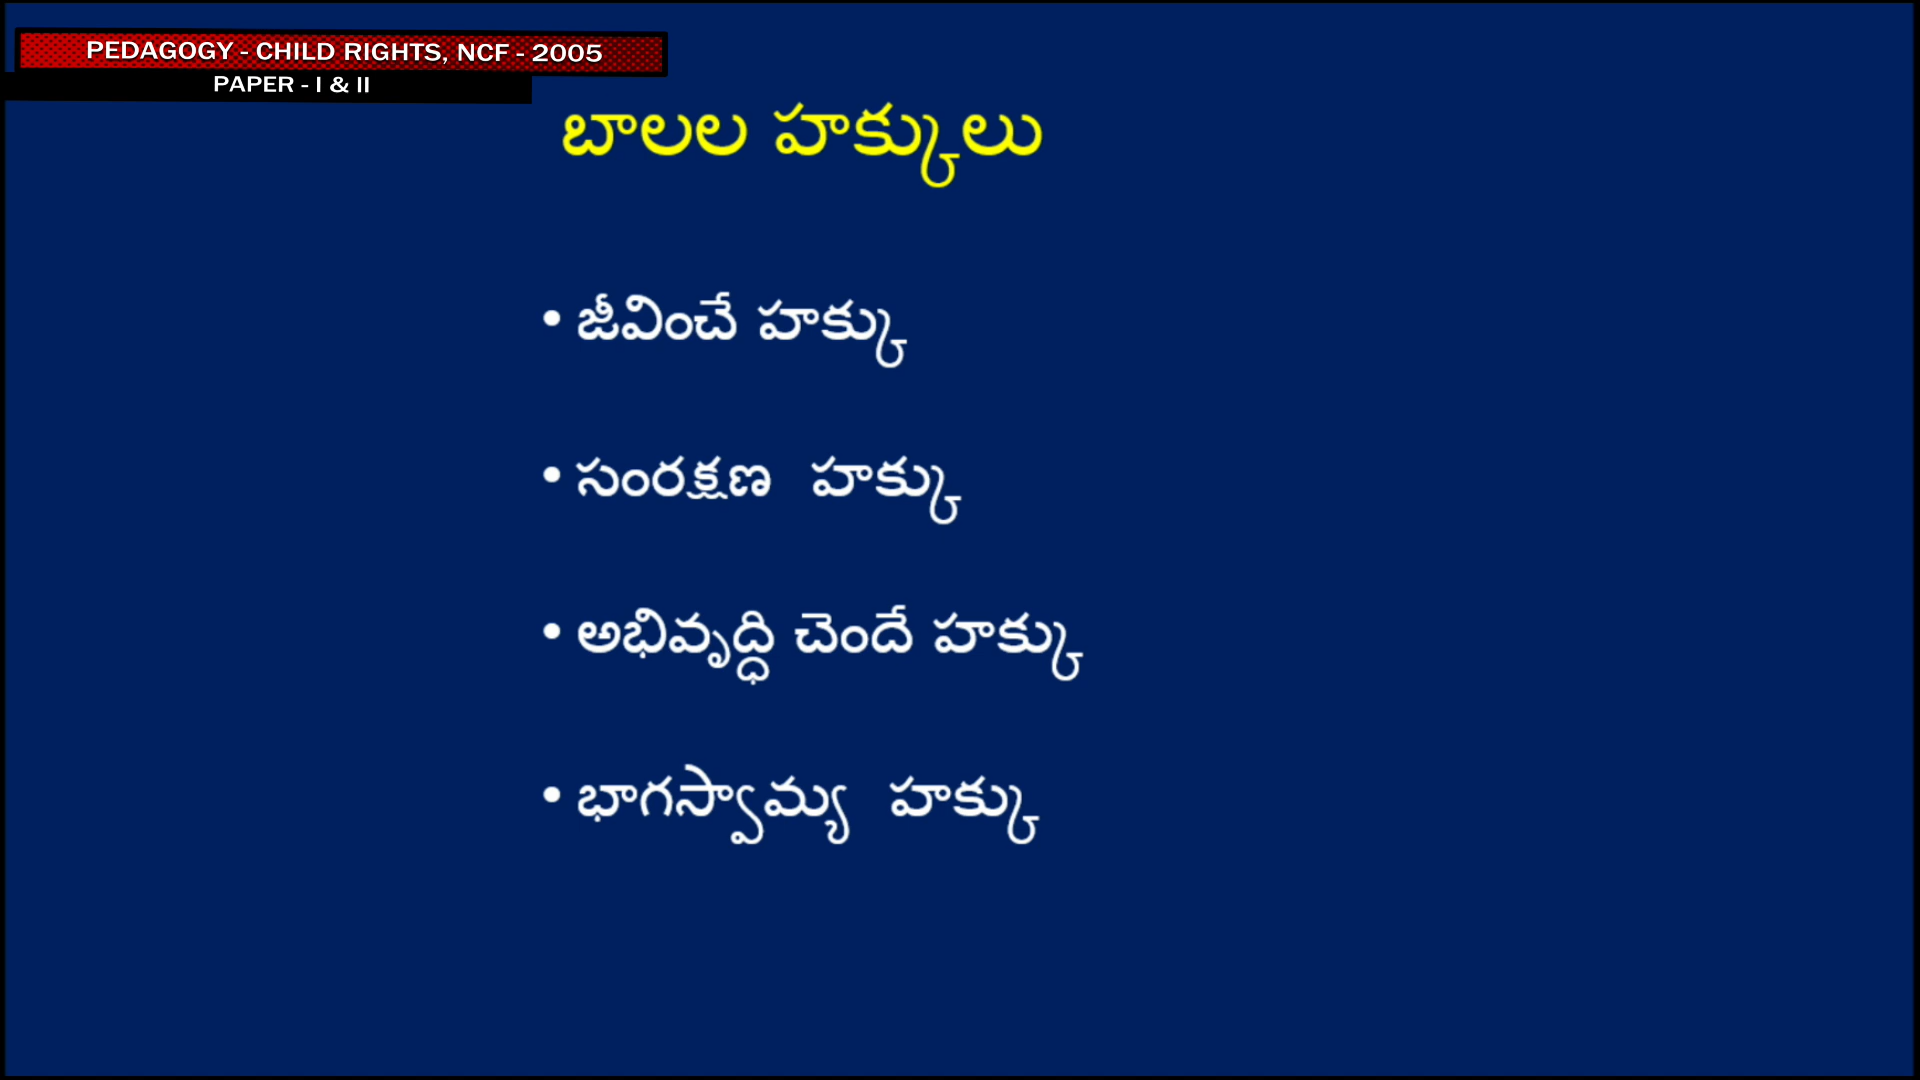 PEDAGOGY - CHILD RIGHTS, NCF - 2005
PAPER - I & II
బాలల హక్కులు
• జీవించే హక్కు
• సంరక్షణ హక్కు
• అభివృద్ధి చెందే హక్కు
• భాగస్వామ్య హక్కు